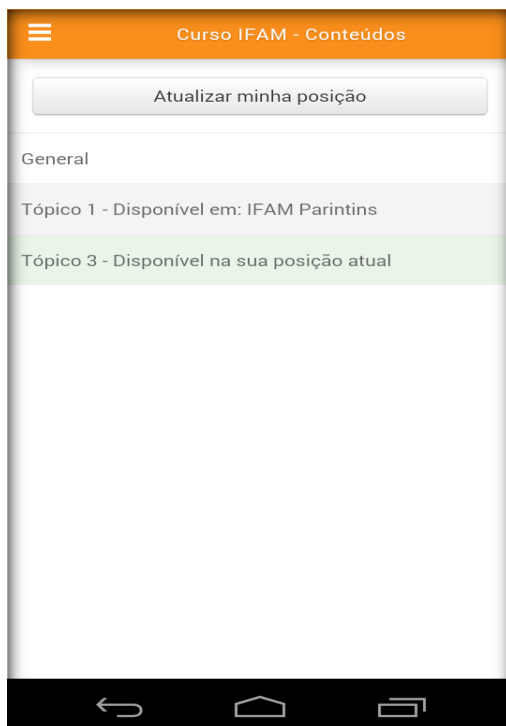 Curso IFAM - Conteúdos
Atualizar minha posição
General
Tópico 1 - Disponível em: IFAM Parintins
Tópico 3 - Disponível na sua posição atual